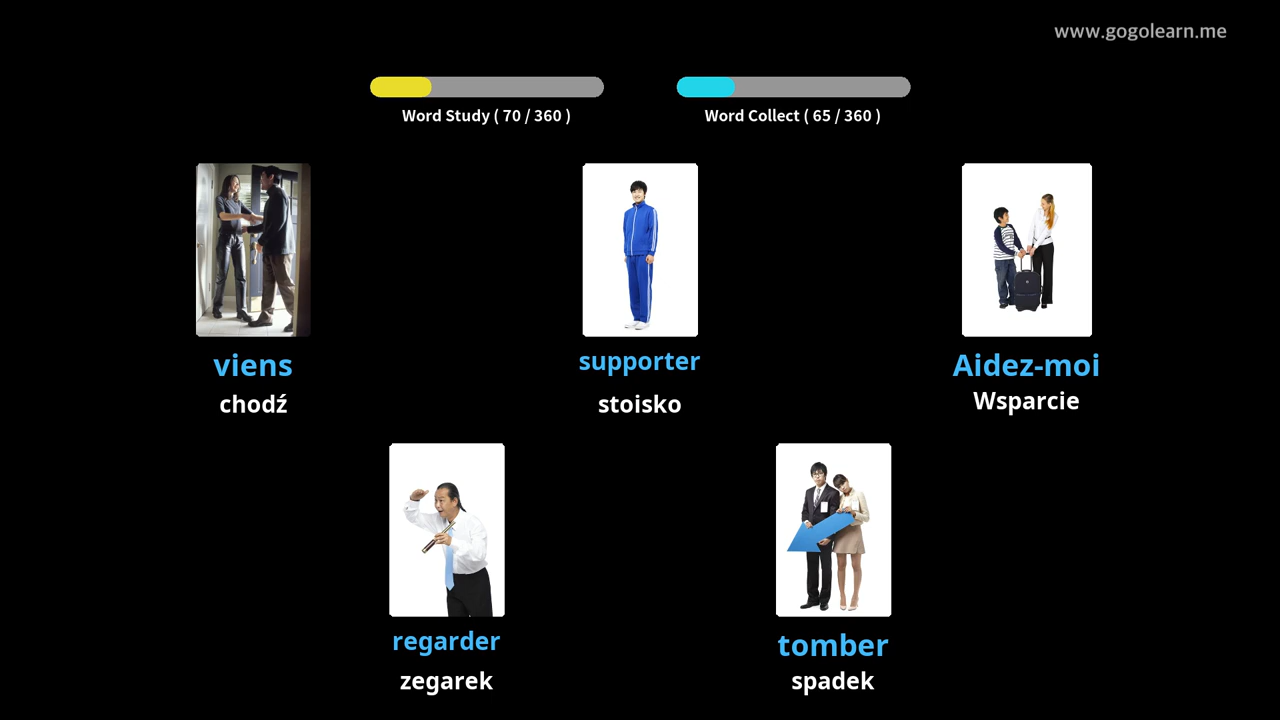 www.gogolearn.me
Word Study ( 70 / 360 )
Word Collect ( 65 / 360 )
viens
chodź
supporter
stoisko
Aidez-moi
Wsparcie
regarder
zegarek
tomber
spadek